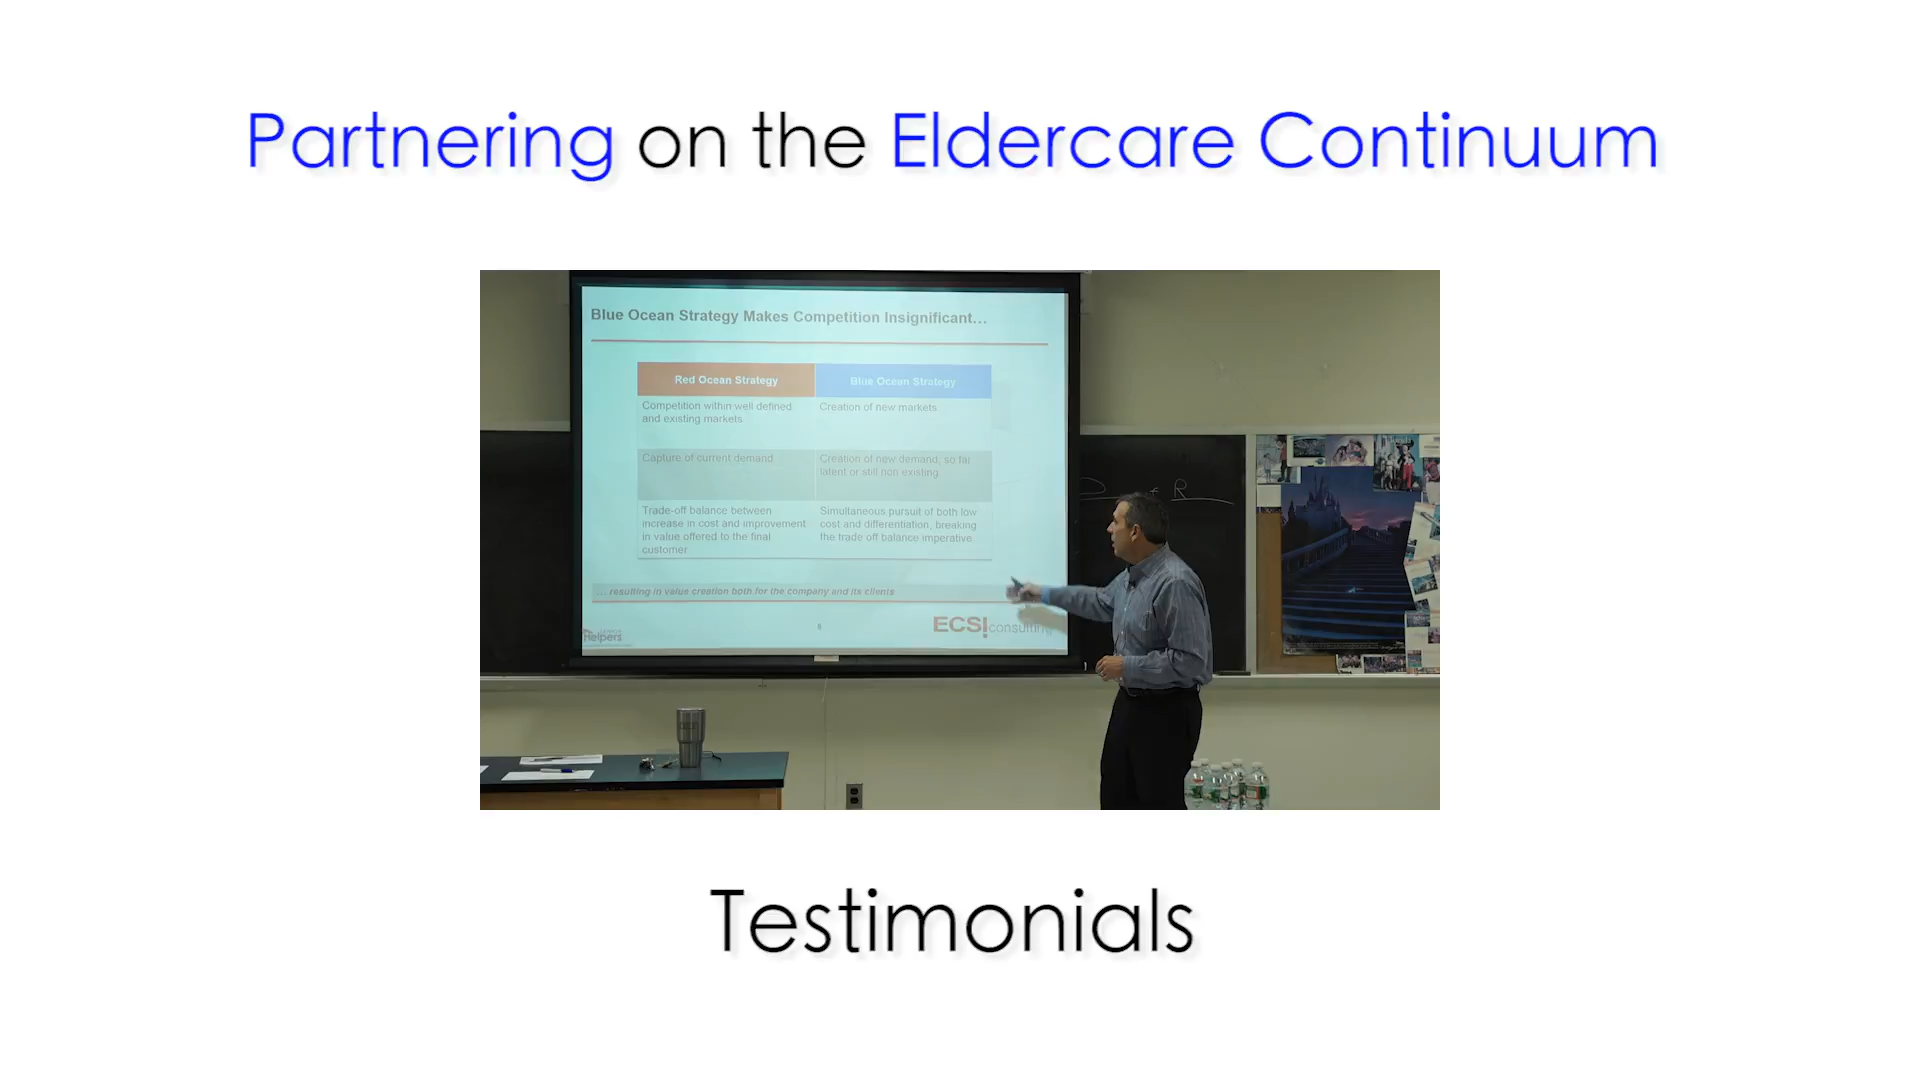 Partnering on the Eldercare Continuum
Blue Ocean Strategy Makes Competition Insignificant...
Red Ocean Strategy
Blue Ocean Strategy
Competition within well defined
and existing markets
Creation of new markets
Capture of current demand
Creation of new demand, so far
latent or still non existing
Trade-off balance between
increase in cost and improvement
in value offered to the final
customer
Simultaneous pursuit of both low
cost and differentiation, breaking
the trade off balance imperative
... resulting in value creation both for the company and its clients
Helpers
8
ECSI consulting
R
Testimonials